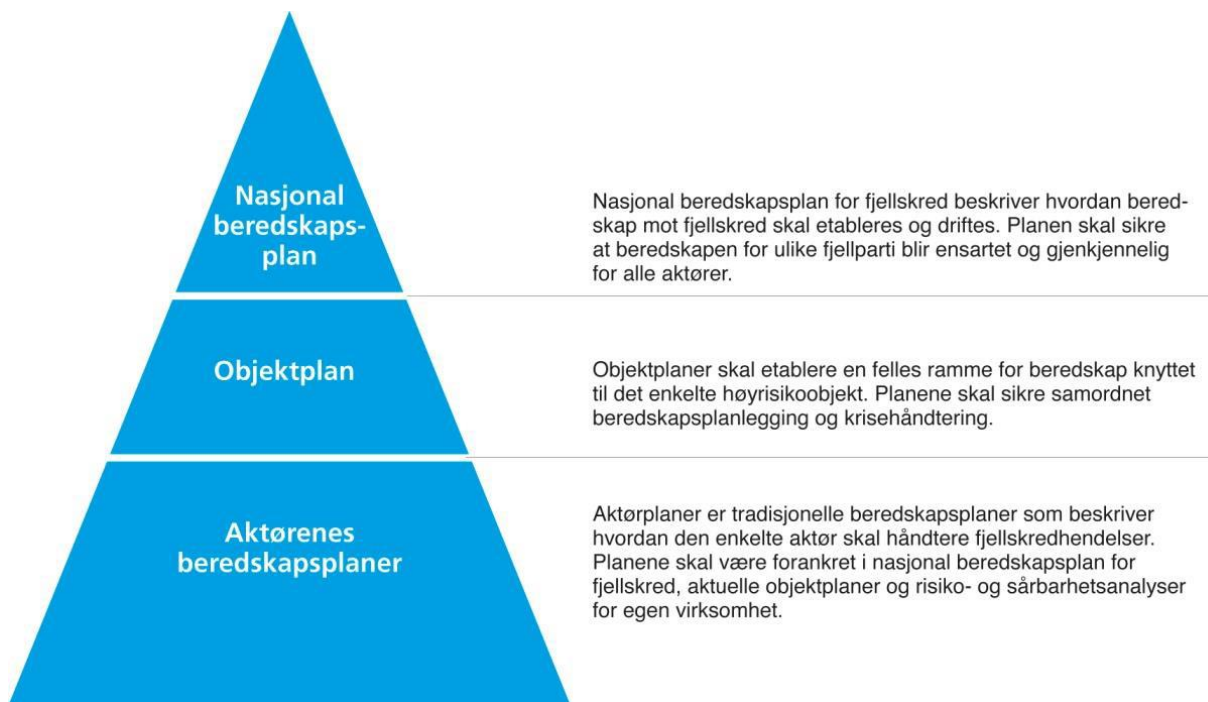 Nasjonal
beredskaps-
plan
Nasjonal beredskapsplan for fjellskred beskriver hvordan bered-
skap mot fjellskred skal etableres og driftes. Planen skal sikre
at beredskapen for ulike fjellparti blir ensartet og gjenkjennelig
for alle aktører.
Objektplan
Objektplaner skal etablere en felles ramme for beredskap knyttet
til det enkelte høyrisikoobjekt. Planene skal sikre samordnet
beredskapsplanlegging og krisehåndtering.
Aktørenes
beredskapsplaner
Aktørplaner er tradisjonelle beredskapsplaner som beskriver
hvordan den enkelte aktør skal håndtere fjellskredhendelser.
Planene skal være forankret i nasjonal beredskapsplan for
fjellskred, aktuelle objektplaner og risiko- og sårbarhetsanalyser
for egen virksomhet.